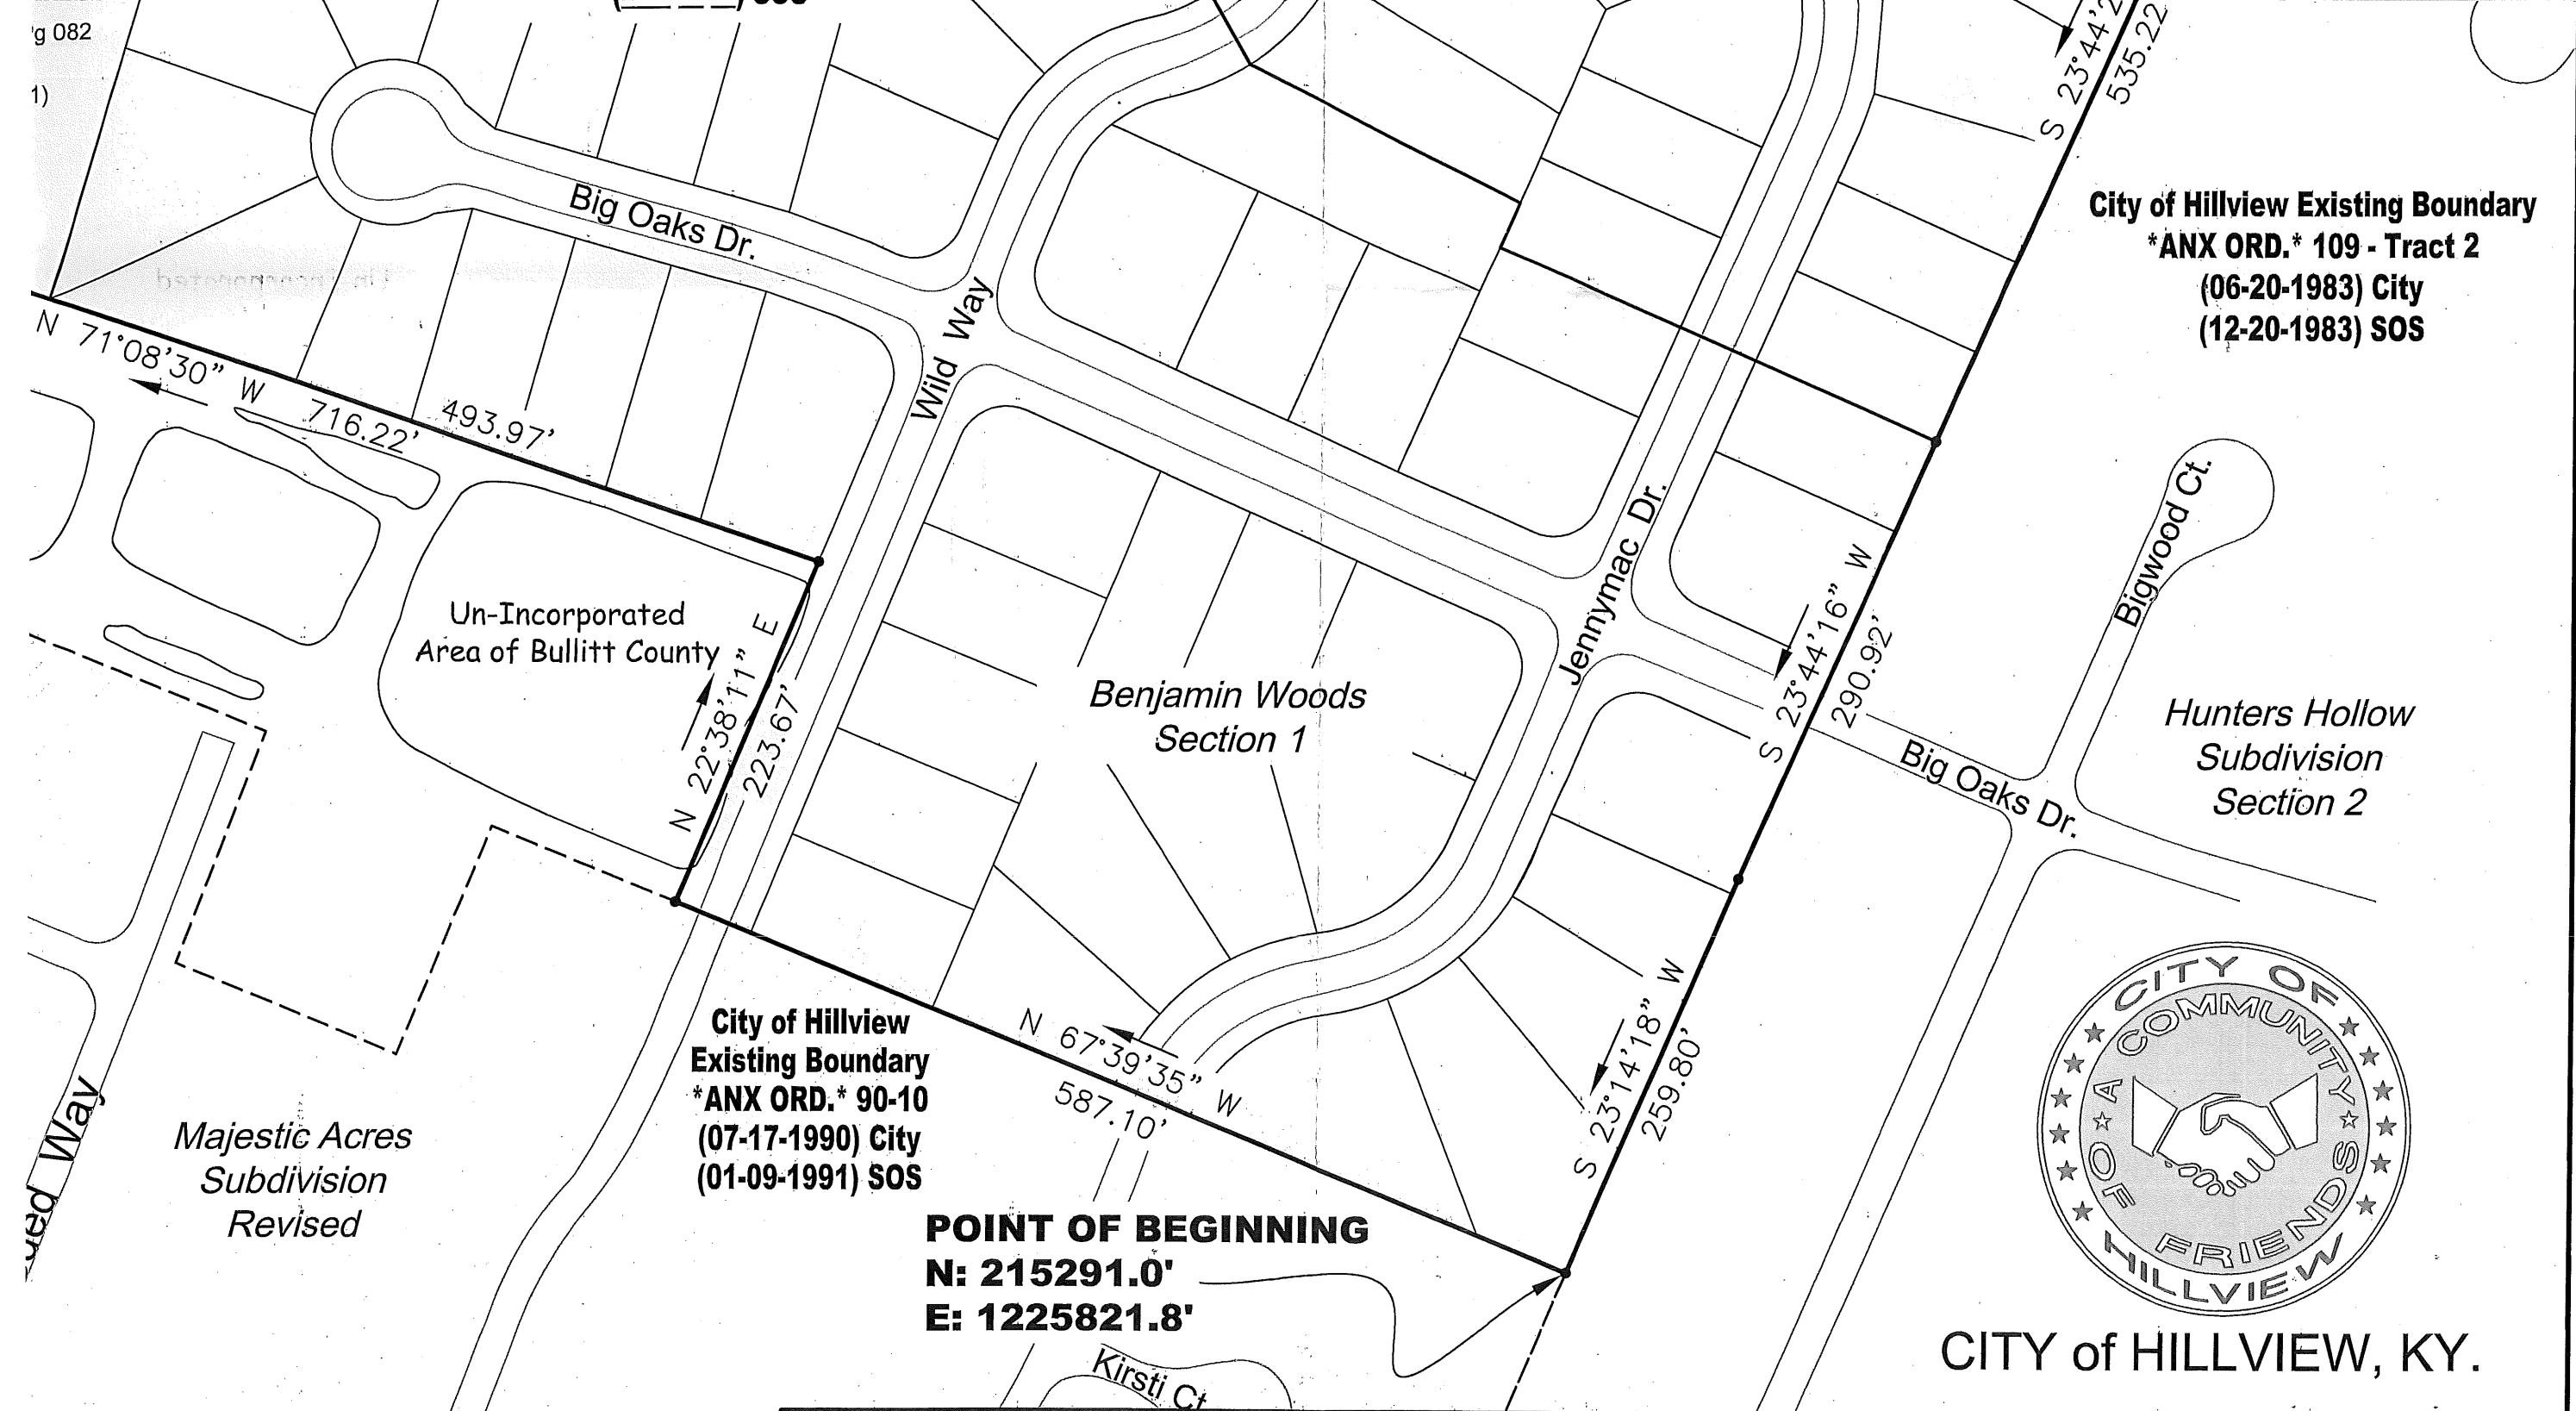 'g 082
1)
S 23°44'2
535.22
City of Hillview Existing Boundary
*ANX ORD.* 109 - Tract 2
(06-20-1983) City
(12-20-1983) SOS
Big Oaks Dr.
Wild Way
N 71°08'30" W
716.22'
493.97'
Bigwood Ct.
Jennymac Dr.
Un-Incorporated
Area of Bullitt County
N 22°38'11" E
223.67'
S 23°44'16" W
290.92'
Benjamin Woods
Section 1
Hunters Hollow
Subdivision
Section 2
Big Oaks Dr.
City of Hillview
Existing Boundary
*ANX ORD.* 90-10
(07-17-1990) City
(01-09-1991) SOS
N 67°39'35" W
587.10'
S 23°14'18" W
259.80'
Majestic Acres
Subdivision
Revised
Way
POINT OF BEGINNING
N: 215291.0'
E: 1225821.8'
Kirsti Ct
CITY OF
HILLVIEW
A COMMUNITY
OF FRIENDS
CITY of HILLVIEW, KY.